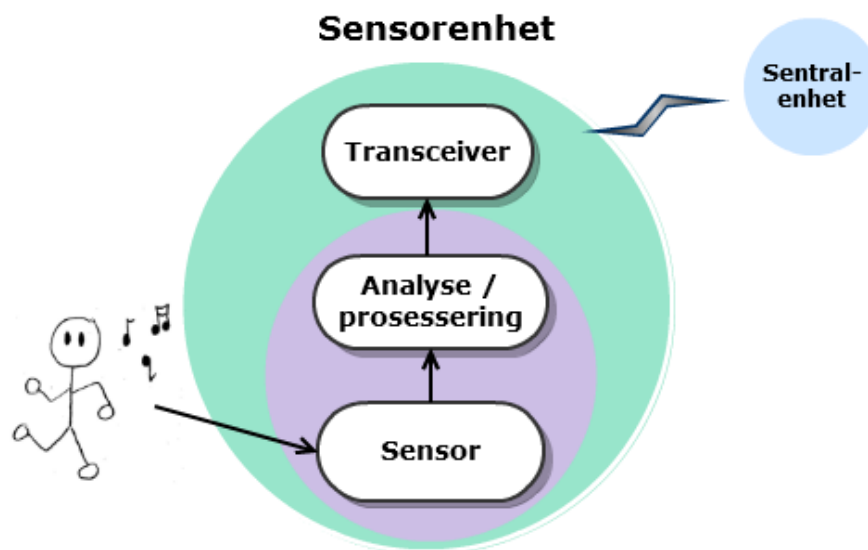 Sensorenhet
Sentral-
enhet
Transceiver
Analyse /
prosessering
Sensor